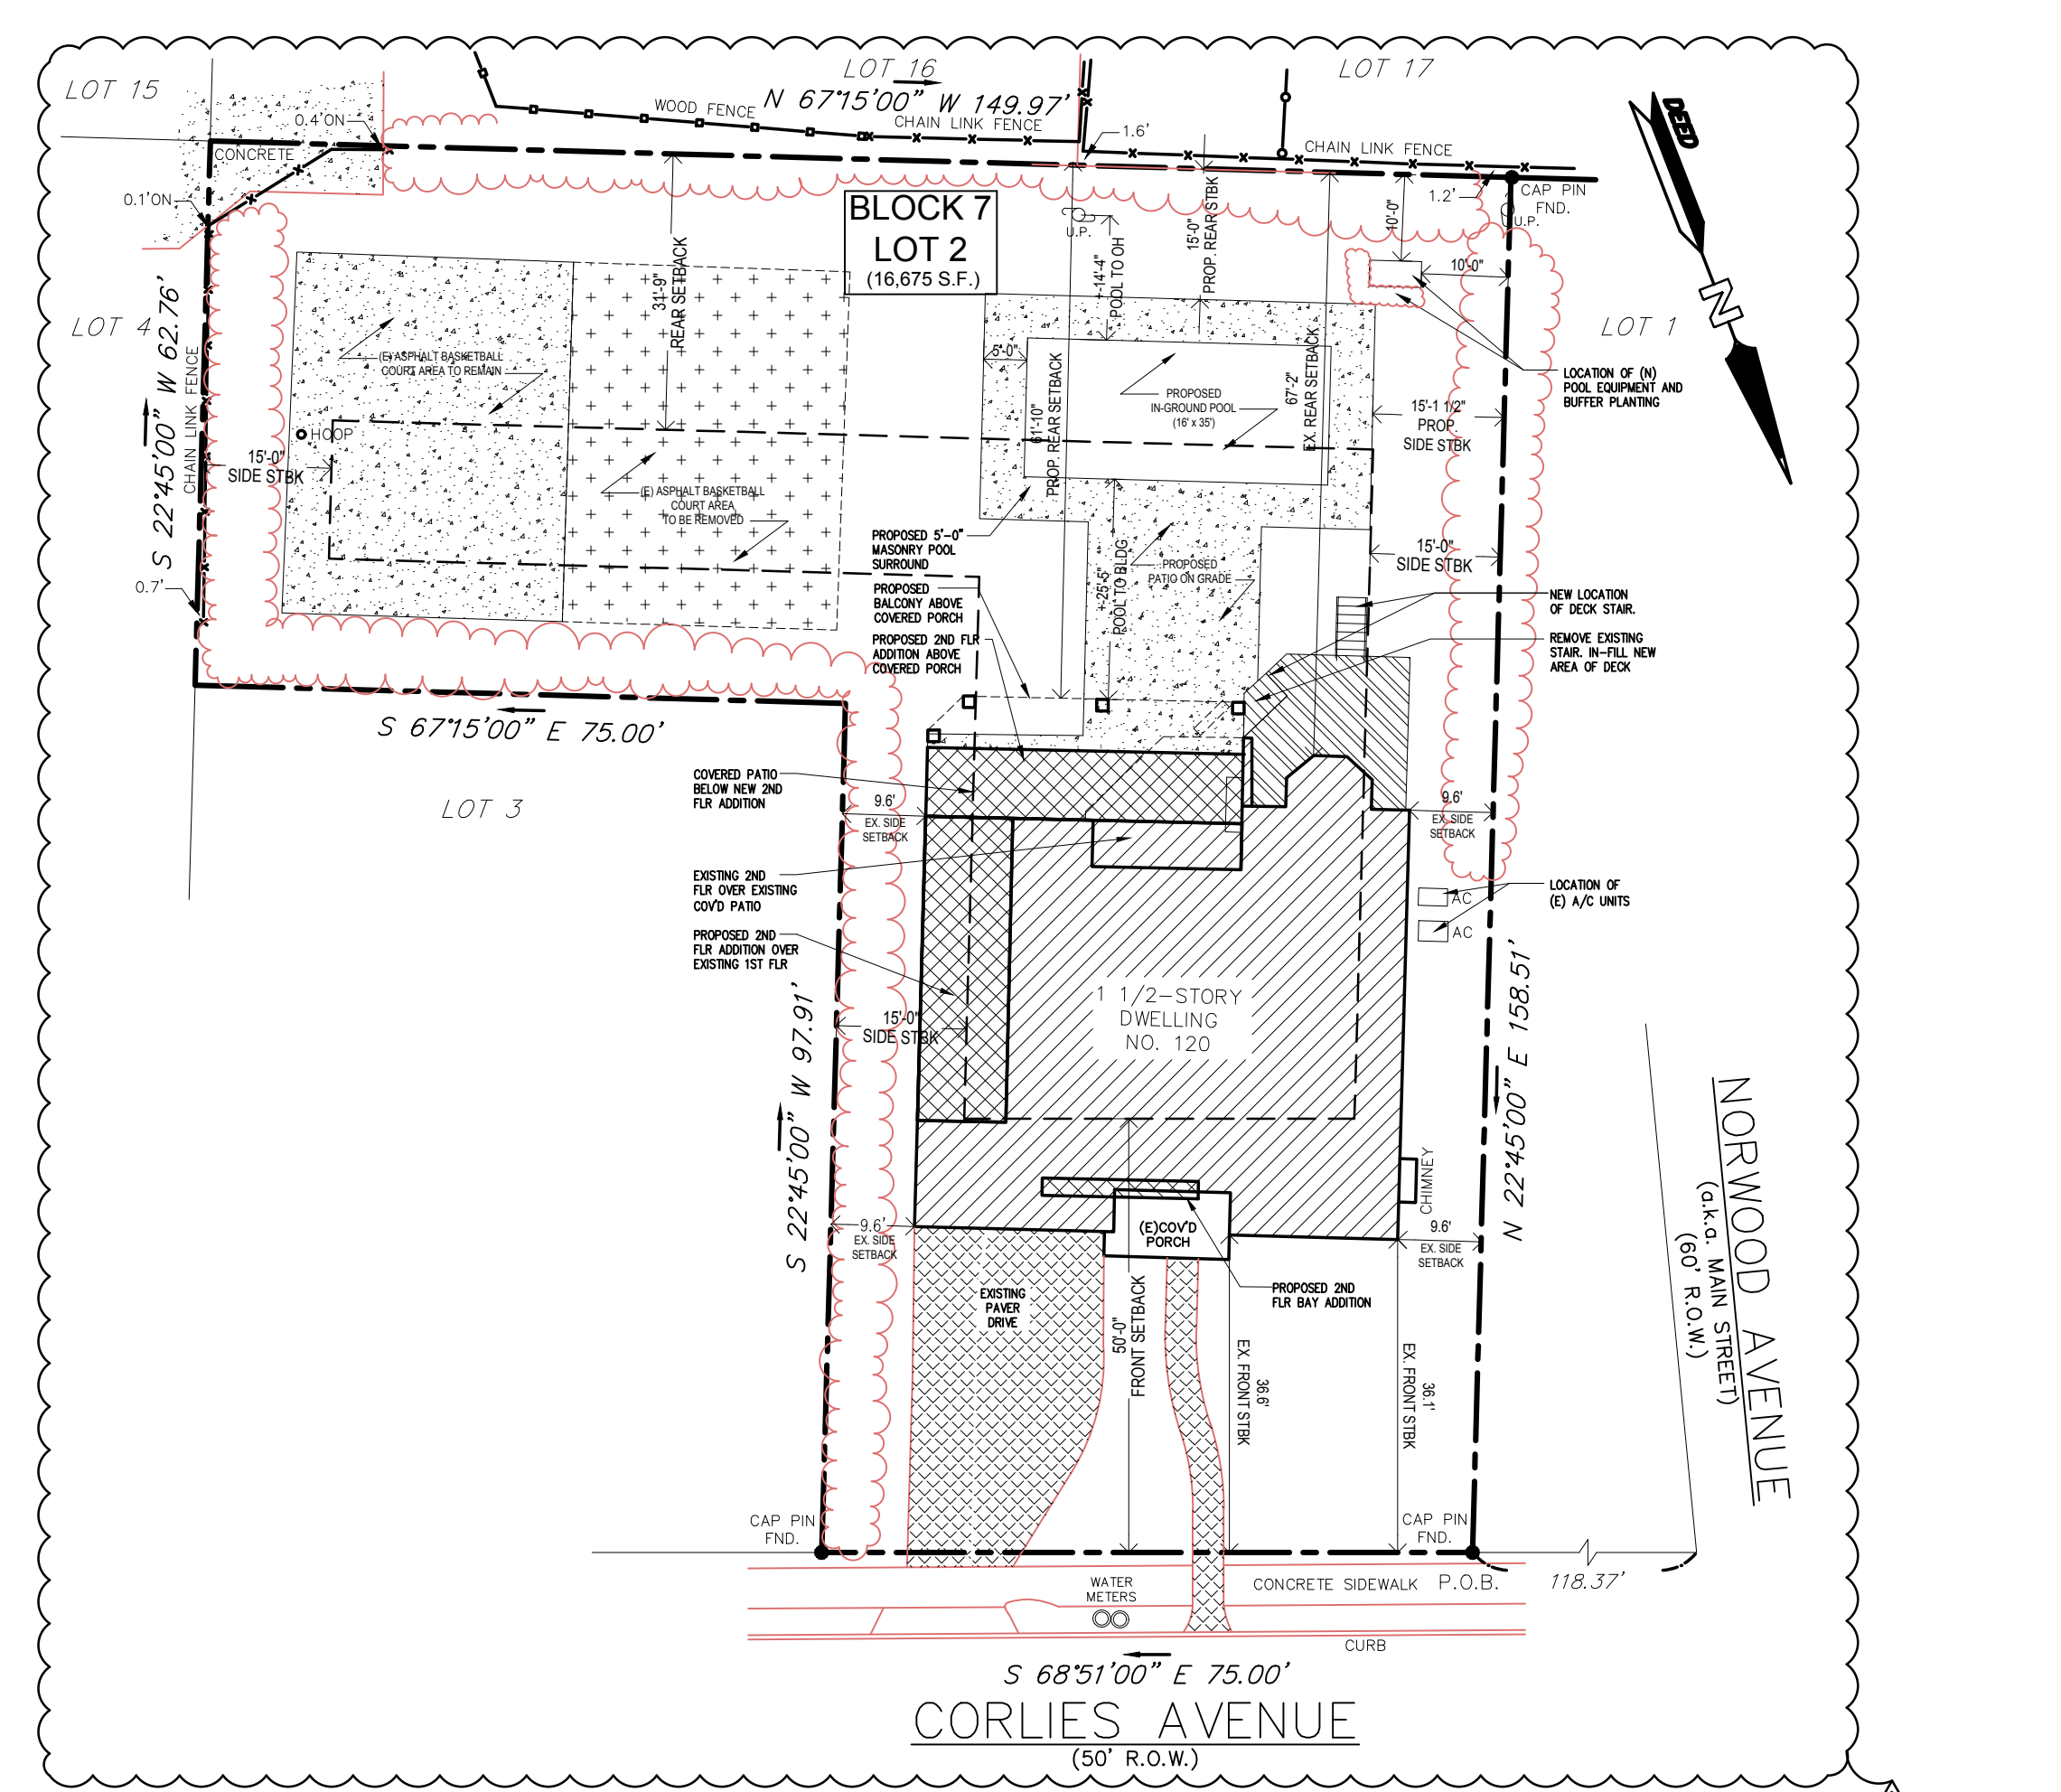 LOT 15
LOT 16
LOT 17
N 67°15'00" W 149.97'
WOOD FENCE
CHAIN LINK FENCE
CHAIN LINK FENCE
0.4'ON
CONCRETE
0.1'ON
1.6'
1.2'
CAP PIN
FND.
U.P.
U.P.
DEED
N
BLOCK 7
LOT 2
(16,675 S.F.)
31'-9"
REAR SETBACK
+-14'-4"
POOL TO OH
15'-0"
PROP. REAR STBK
10'-0"
10'-0"
LOT 4
LOT 1
S 22°45'00" W 62.76'
CHAIN LINK FENCE
(E) ASPHALT BASKETBALL
COURT AREA TO REMAIN
HOOP
15'-0"
SIDE STBK
(E) ASPHALT BASKETBALL
COURT AREA
TO BE REMOVED
5'-0"
61'-10"
PROP. REAR SETBACK
PROPOSED
IN-GROUND POOL
(16' x 35')
67'-2"
EX. REAR SETBACK
LOCATION OF (N)
POOL EQUIPMENT AND
BUFFER PLANTING
15'-1 1/2"
PROP.
SIDE STBK
15'-0"
SIDE STBK
PROPOSED 5'-0"
MASONRY POOL
SURROUND
PROPOSED
BALCONY ABOVE
COVERED PORCH
PROPOSED 2ND FLR
ADDITION ABOVE
COVERED PORCH
+-25'-5"
POOL TO BLDG
PROPOSED
PATIO ON GRADE
NEW LOCATION
OF DECK STAIR.
REMOVE EXISTING
STAIR. IN-FILL NEW
AREA OF DECK
0.7'
S 67°15'00" E 75.00'
LOT 3
COVERED PATIO
BELOW NEW 2ND
FLR ADDITION
9.6'
EX. SIDE
SETBACK
9.6'
EX. SIDE
SETBACK
EXISTING 2ND
FLR OVER EXISTING
COV'D PATIO
PROPOSED 2ND
FLR ADDITION OVER
EXISTING 1ST FLR
AC
AC
LOCATION OF
(E) A/C UNITS
1 1/2-STORY
DWELLING
NO. 120
15'-0"
SIDE STBK
S 22°45'00" W 97.91'
N 22°45'00" E 158.51'
CHIMNEY
9.6'
EX. SIDE
SETBACK
9.6'
EX. SIDE
SETBACK
(E)COV'D
PORCH
EXISTING
PAVER
DRIVE
50'-0"
FRONT SETBACK
PROPOSED 2ND
FLR BAY ADDITION
36.6'
EX. FRONT STBK
36.1'
EX. FRONT STBK
NORWOOD AVENUE
(a.k.a. MAIN STREET)
(60' R.O.W.)
CAP PIN
FND.
CAP PIN
FND.
WATER
METERS
CONCRETE SIDEWALK
P.O.B.
118.37'
CURB
S 68°51'00" E 75.00'
CORLIES AVENUE
(50' R.O.W.)